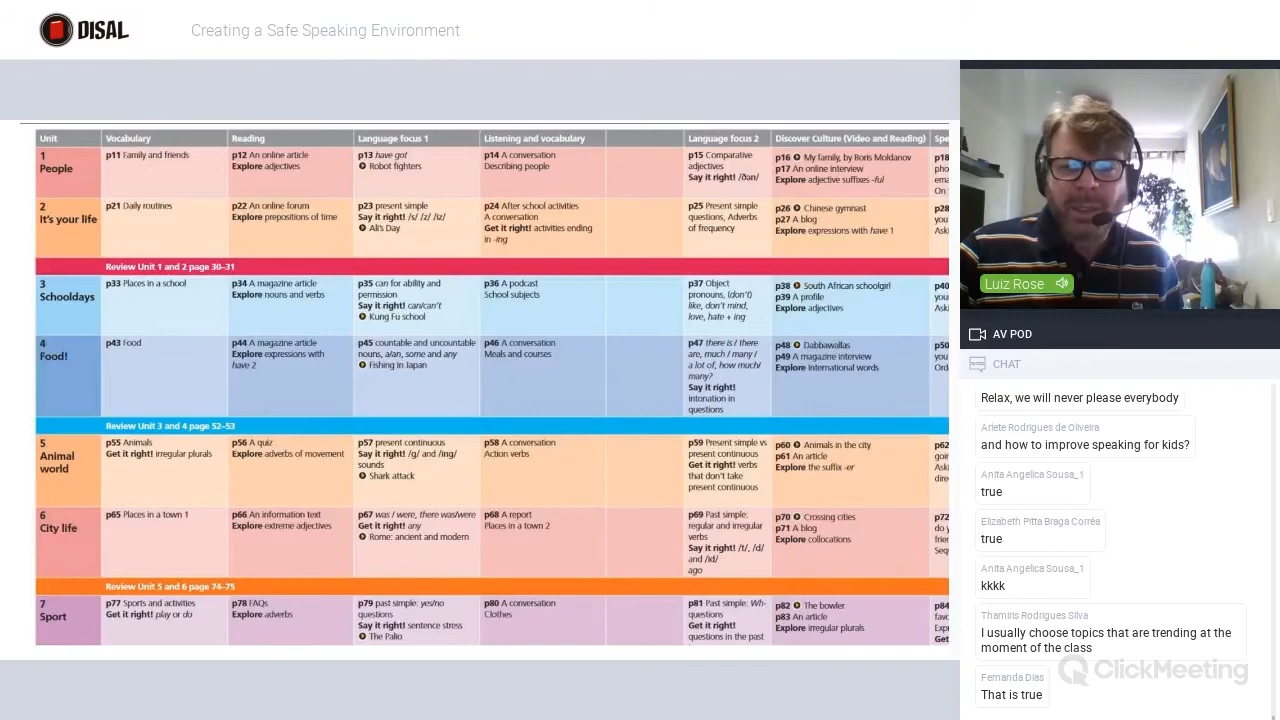 DISAL
Creating a Safe Speaking Environment
Unit
Vocabulary
Reading
Language focus 1
Listening and vocabulary
Language focus 2
Discover Culture (Video and Reading)
1
People
p11 Family and friends
p12 An online article
Explore adjectives
p13 have got
Robot fighters
p14 A conversation
Describing people
p15 Comparative
adjectives
Say it right! /ðən/
p16 My family, by Boris Moldanov
p17 An online interview
Explore adjective suffixes -ful
p18
On
2
It's your life
p21 Daily routines
p22 An online forum
Explore prepositions of time
p23 present simple
Say it right! /s/ /z/ /ɪz/
Ali's Day
p24 After school activities
A conversation
Get it right! activities ending
in -ing
p25 Present simple
questions, Adverbs
of frequency
p26 Chinese gymnast
p27 A blog
Explore expressions with have 1
p28
you
Aski
Review Unit 1 and 2 page 30–31
3
Schooldays
p33 Places in a school
p34 A magazine article
Explore nouns and verbs
p35 can for ability and
permission
Say it right! can/can't
Kung Fu school
p36 A podcast
School subjects
p37 Object
pronouns, (don't)
like, don't mind,
love, hate + ing
p38 South African schoolgirl
p39 A profile
Explore adjectives
p40
you
Aski
4
Food!
p43 Food
p44 A magazine article
Explore expressions with
have 2
p45 countable and uncountable
nouns, a/an, some and any
Fishing in Japan
p46 A conversation
Meals and courses
p47 there is / there
are, much / many /
a lot of, how much/
many?
Say it right!
intonation in
questions
p48 Dabbawallas
p49 A magazine interview
Explore international words
p50
you
Ord
Review Unit 3 and 4 page 52–53
5
Animal
world
p55 Animals
Get it right! irregular plurals
p56 A quiz
Explore adverbs of movement
p57 present continuous
Say it right! /g/ and /ing/
sounds
Shark attack
p58 A conversation
Action verbs
p59 Present simple vs
present continuous
Get it right! verbs
that don't take
present continuous
p60 Animals in the city
p61 An article
Explore the suffix -er
p62
goin
Aski
dire
6
City life
p65 Places in a town 1
p66 An information text
Explore extreme adjectives
p67 was / were, there was/were
Get it right! any
Rome: ancient and modern
p68 A report
Places in a town 2
p69 Past simple:
regular and irregular
verbs
Say it right! /t/, /d/
and /ɪd/
ago
p70 Crossing cities
p71 A blog
Explore collocations
p72
do y
frien
Seq
Review Unit 5 and 6 page 74–75
7
Sport
p77 Sports and activities
Get it right! play or do
p78 FAQs
Explore adverbs
p79 past simple: yes/no
questions
Say it right! sentence stress
The Palio
p80 A conversation
Clothes
p81 Past simple: Wh-
questions
Get it right!
questions in the past
p82 The bowler
p83 An article
Explore irregular plurals
p84
favo
Expr
Get
Luiz Rose
AV POD
CHAT
Relax, we will never please everybody
Arlete Rodrigues de Oliveira
and how to improve speaking for kids?
Anita Angelica Sousa_1
true
Elizabeth Pitta Braga Corrêa
true
Anita Angelica Sousa_1
kkkk
Thamiris Rodrigues Silva
I usually choose topics that are trending at the
moment of the class
Fernanda Dias
That is true
ClickMeeting